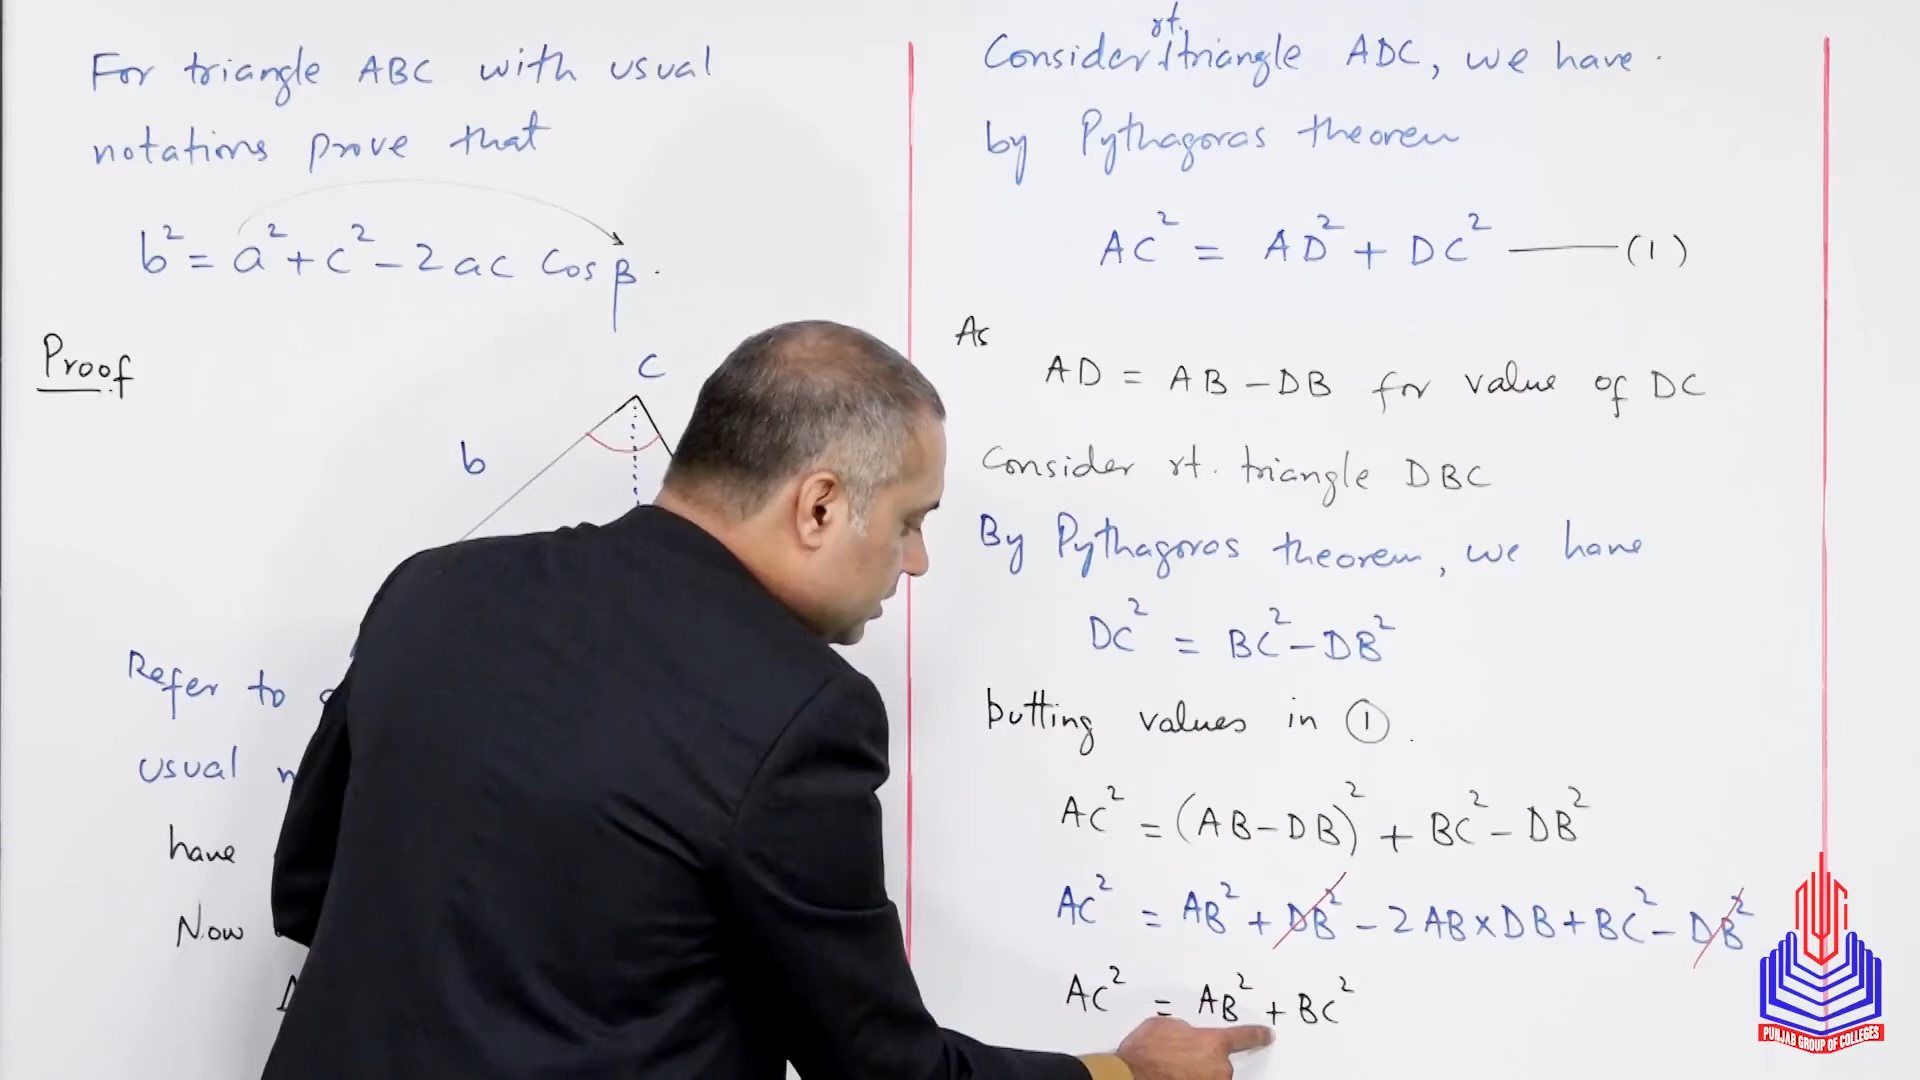 For triangle ABC with usual
notations prove that
b² = a² + c² - 2ac Cos β.
Proof
C
b
Refer to
usual
have
Now
Consider rt. triangle ADC, we have.
by Pythagoras theorem
AC² = AD² + DC² —— (1)
As
AD = AB - DB for value of DC
Consider rt. triangle DBC
By Pythagoras theorem, we have
DC² = BC² - DB²
putting values in ①.
AC² = (AB - DB)² + BC² - DB²
AC² = AB² + DB² - 2AB×DB + BC² - DB²
AC² = AB² + BC²
PUNJAB GROUP OF COLLEGES